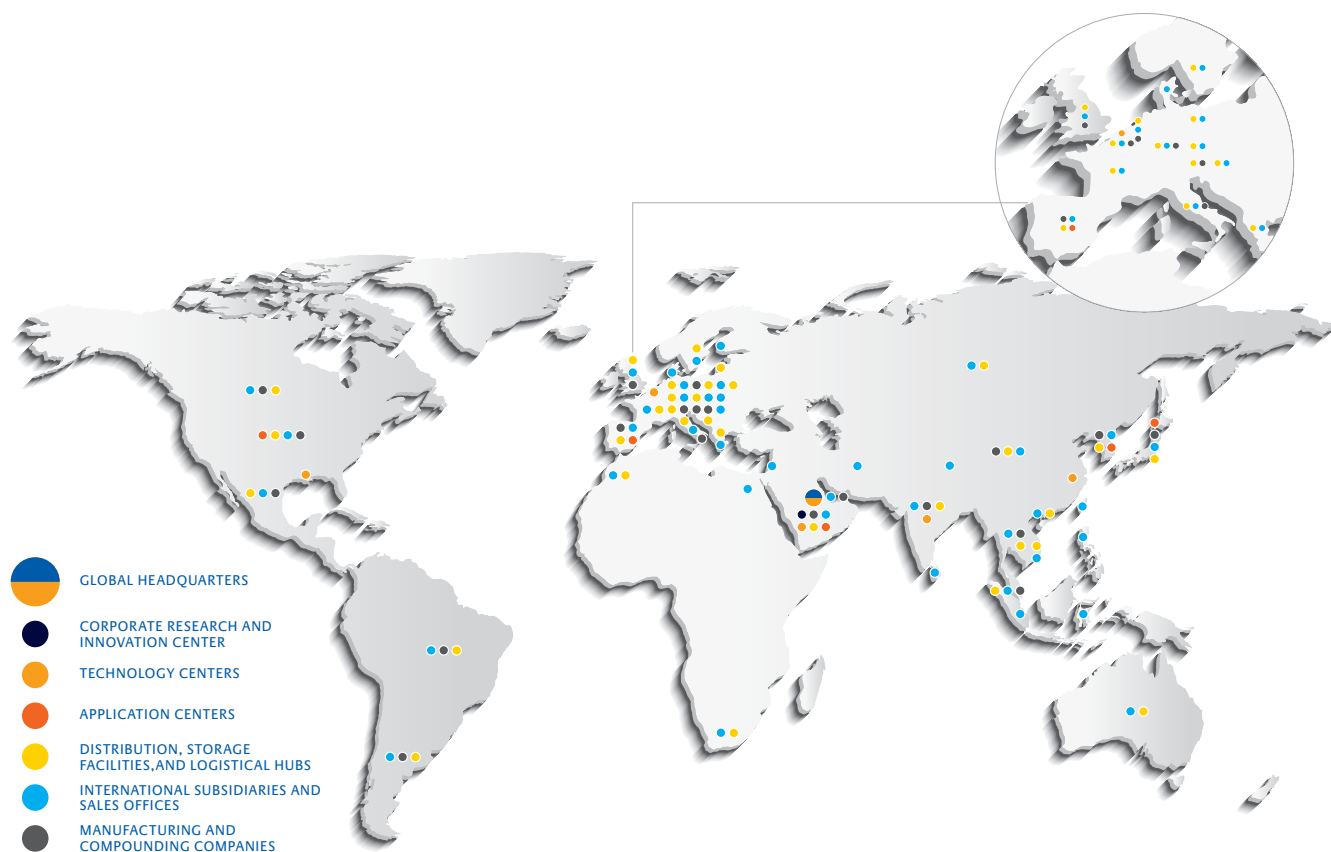 GLOBAL HEADQUARTERS
CORPORATE RESEARCH AND
INNOVATION CENTER
TECHNOLOGY CENTERS
APPLICATION CENTERS
DISTRIBUTION, STORAGE
FACILITIES,AND LOGISTICAL HUBS
INTERNATIONAL SUBSIDIARIES AND
SALES OFFICES
MANUFACTURING AND
COMPOUNDING COMPANIES